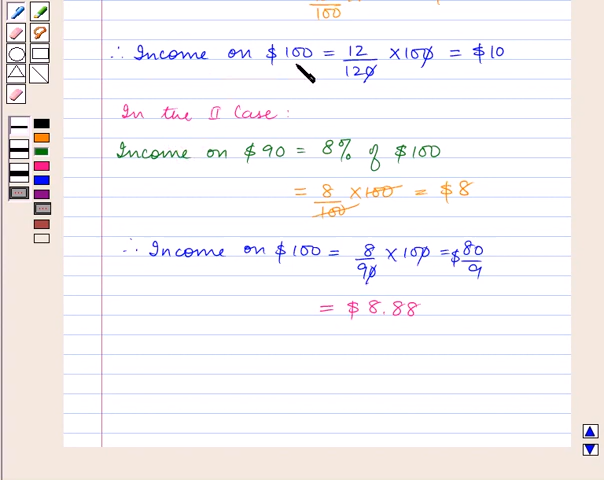 100
∴ Income on $ 100 = 12/120 × 100 = $ 10
In the II Case :
Income on $ 90 = 8% of $ 100
= 8/100 × 100 = $ 8
∴ Income on $ 100 = 8/90 × 100 = $ 80/9
= $ 8.88